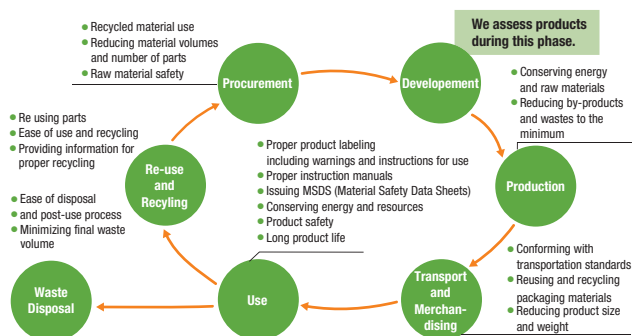 • Recycled material use
• Reducing material volumes
and number of parts
• Raw material safety
Procurement
We assess products
during this phase.
Developement
• Conserving energy
and raw materials
• Reducing by-products
and wastes to the
minimum
Production
• Conforming with
transportation standards
• Reusing and recycling
packaging materials
• Reducing product size
and weight
Transport
and
Merchan-
dising
• Proper product labeling
including warnings and instructions for use
• Proper instruction manuals
• Issuing MSDS (Material Safety Data Sheets)
• Conserving energy and resources
• Product safety
• Long product life
Use
• Re using parts
• Ease of use and recycling
• Providing information for
proper recycling
Re-use
and
Recyling
• Ease of disposal
• and post-use process
• Minimizing final waste
volume
Waste
Disposal